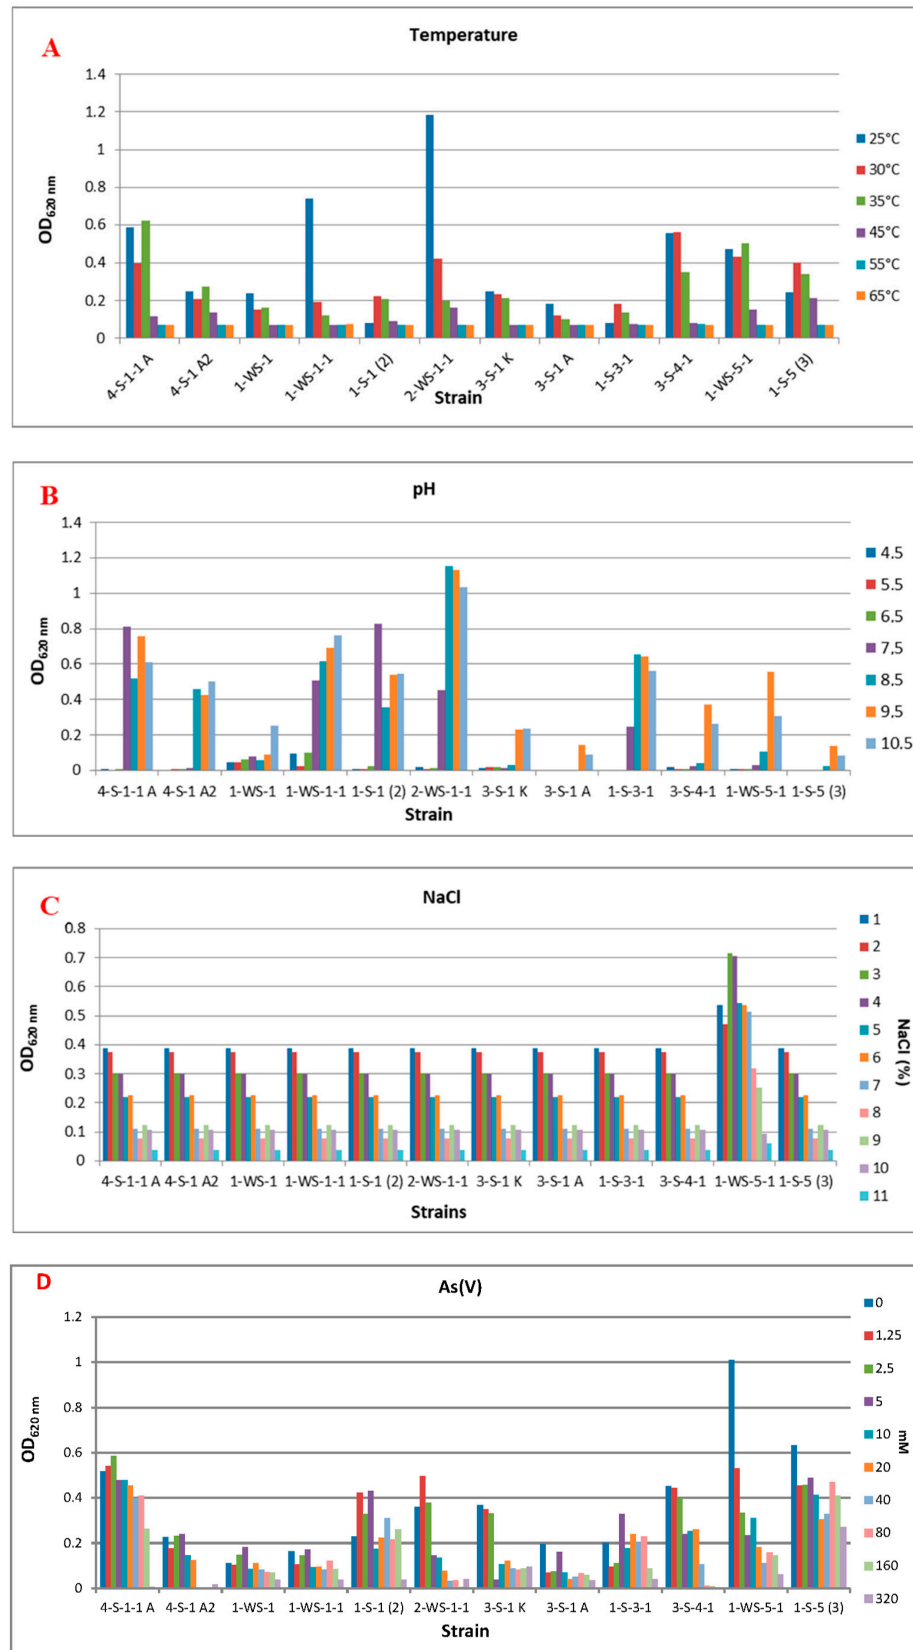 A
Temperature
1.4
1.2
1
0.8
0.6
0.4
0.2
0
OD620 nm
25°C
30°C
35°C
45°C
55°C
65°C
4-S-1--1 A
4-S-1 A2
1-WS-1
1-WS-1-1
1-S-1 (2)
2-WS-1-1
3-S-1 K
3-S-1 A
1-S-3-1
3-S-4-1
1-WS-5-1
1-S-5 (3)
Strain
B
pH
1.4
1.2
1
0.8
0.6
0.4
0.2
0
OD620 nm
4.5
5.5
6.5
7.5
8.5
9.5
10.5
4-S-1--1 A 4-S-1 A2 1-WS-1 1-WS-1-1 1-S-1 (2) 2-WS-1-1 3-S-1 K 3-S-1 A 1-S-3-1 3-S-4-1 1-WS-5-1 1-S-5 (3)
Strain
C
NaCl
0.8
0.7
0.6
0.5
0.4
0.3
0.2
0.1
0
OD620 nm
1
2
3
4
5
6
7
8
9
10
11
NaCl (%)
4-S-1--1 A 4-S-1 A2 1-WS-1 1-WS-1-1 1-S-1 (2) 2-WS-1-1 3-S-1 K 3-S-1 A 1-S-3-1 3-S-4-1 1-WS-5-1 1-S-5 (3)
Strains
D
As(V)
1.2
1
0.8
0.6
0.4
0.2
0
OD620 nm
0
1.25
2.5
5
10
20
40
80
160
320
mM
4-S-1--1 A 4-S-1 A2 1-WS-1 1-WS-1-1 1-S-1 (2) 2-WS-1-1 3-S-1 K 3-S-1 A 1-S-3-1 3-S-4-1 1-WS-5-1 1-S-5 (3)
Strain